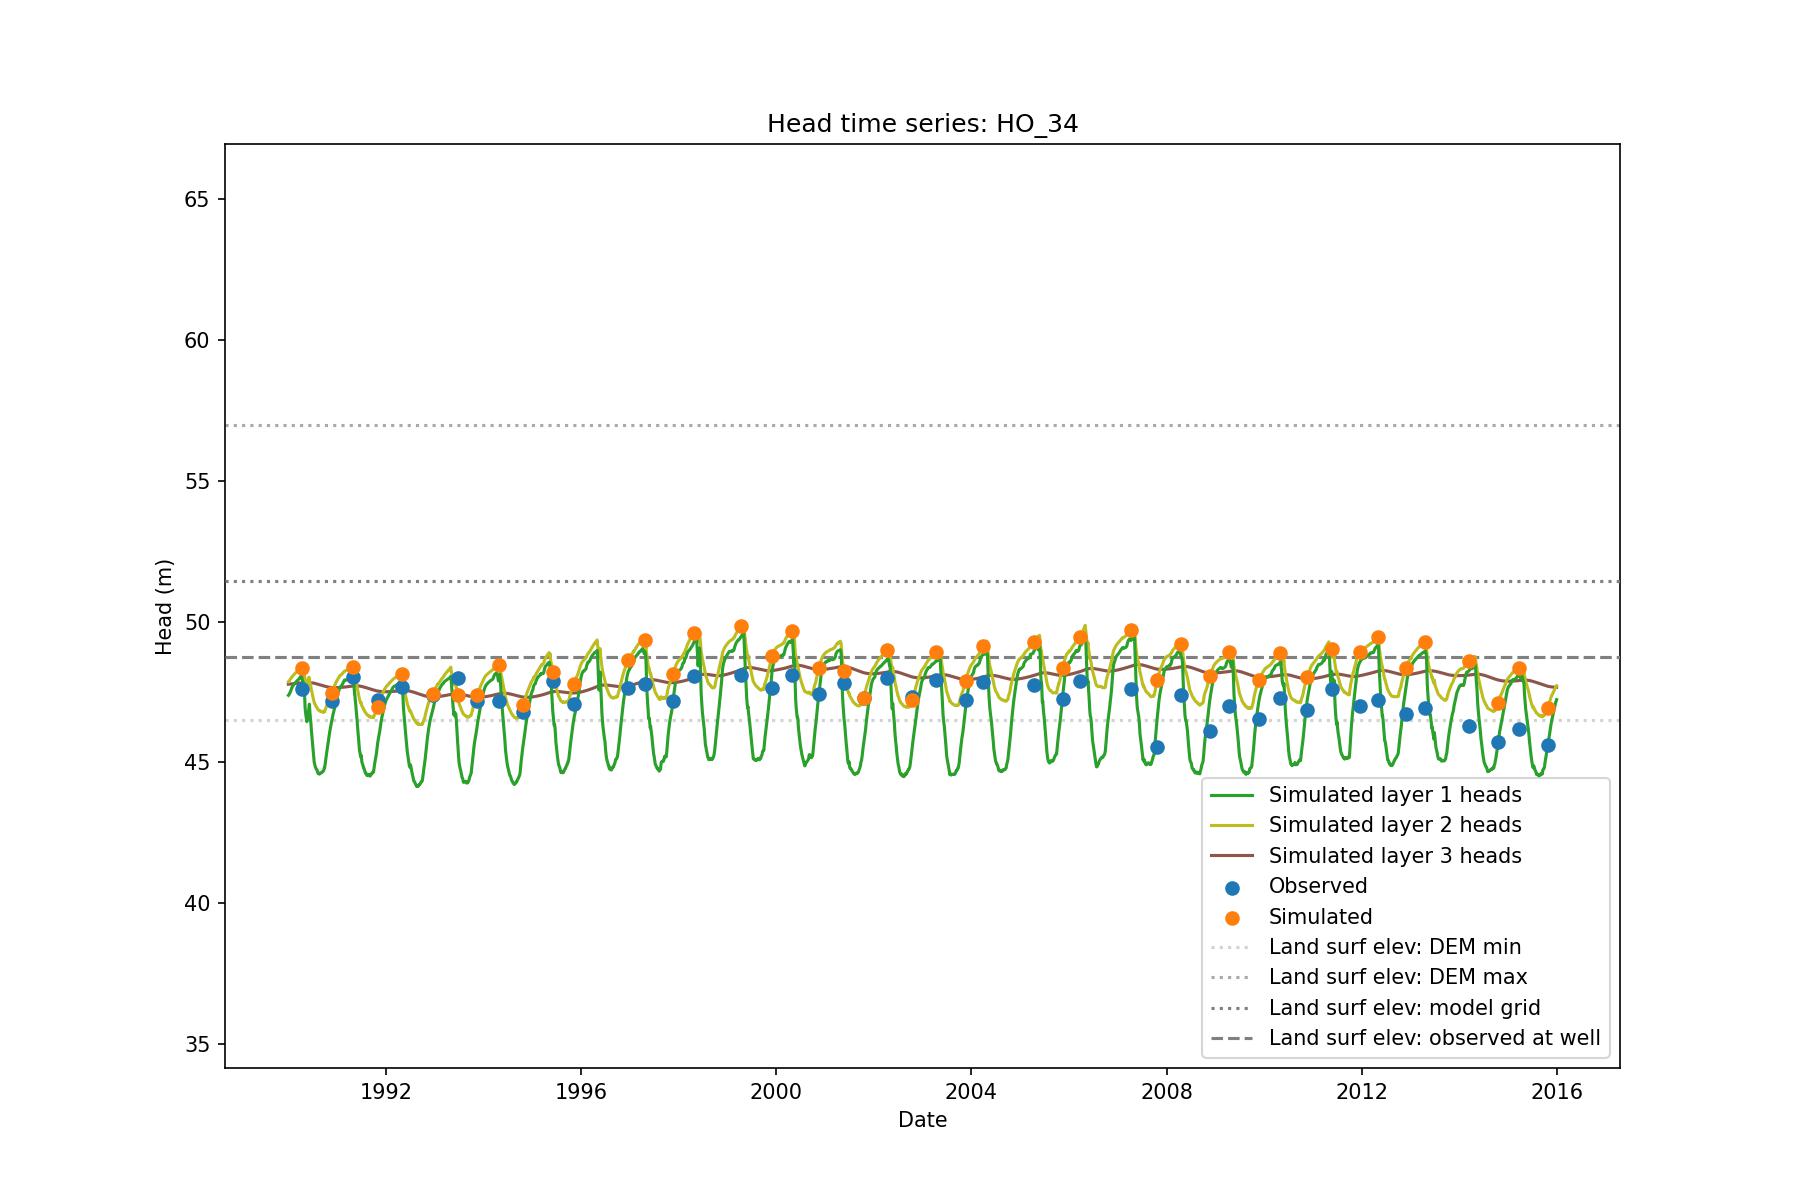 Head time series: HO_34
65
60
55
50
45
40
35
Head (m)
1992
1996
2000
2004
2008
2012
2016
Date
Simulated layer 1 heads
Simulated layer 2 heads
Simulated layer 3 heads
Observed
Simulated
Land surf elev: DEM min
Land surf elev: DEM max
Land surf elev: model grid
Land surf elev: observed at well